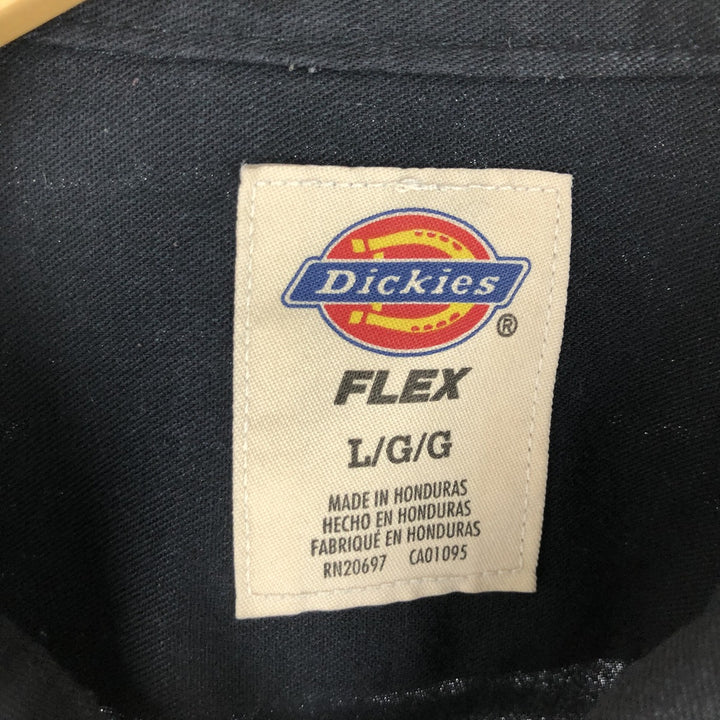 Dickies
®
FLEX
L/G/G
MADE IN HONDURAS
HECHO EN HONDURAS
FABRIQUÉ EN HONDURAS
RN20697 CA01095